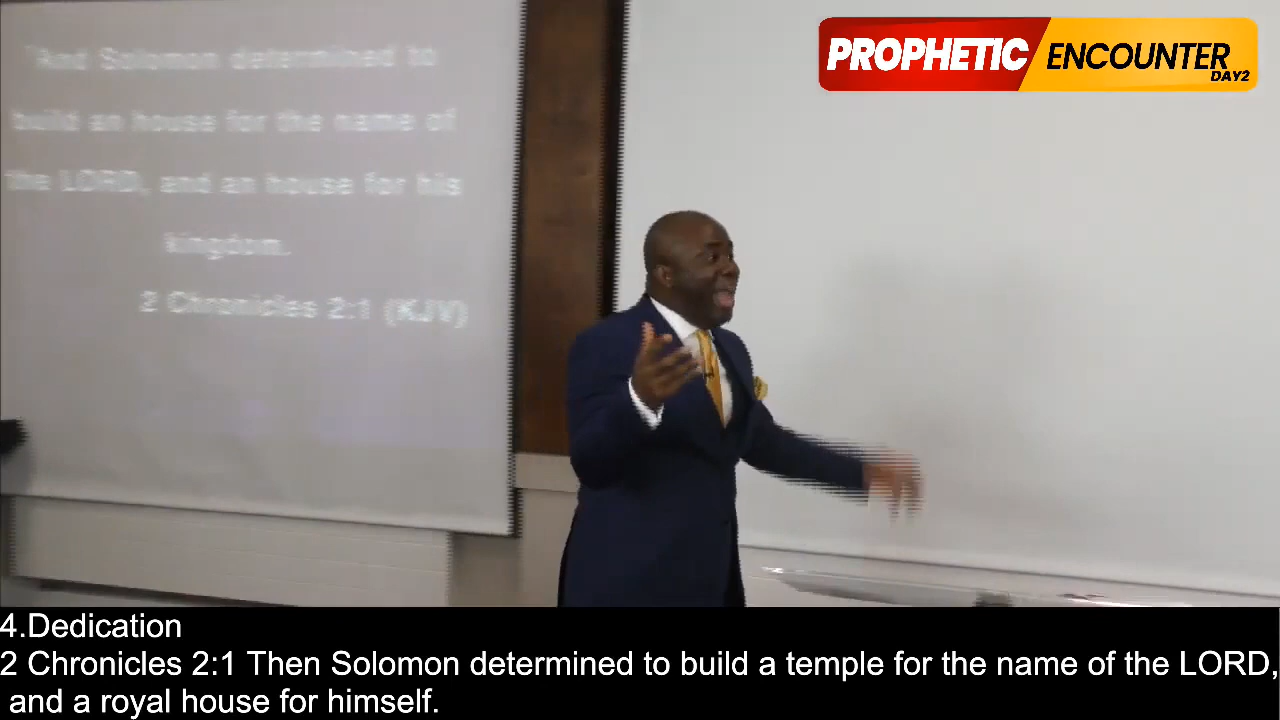 "And Solomon determined to
build an house for the name of
the LORD, and an house for his
kingdom.
2 Chronicles 2:1 (KJV)
PROPHETIC ENCOUNTER
DAY2
4.Dedication
2 Chronicles 2:1 Then Solomon determined to build a temple for the name of the LORD,
and a royal house for himself.